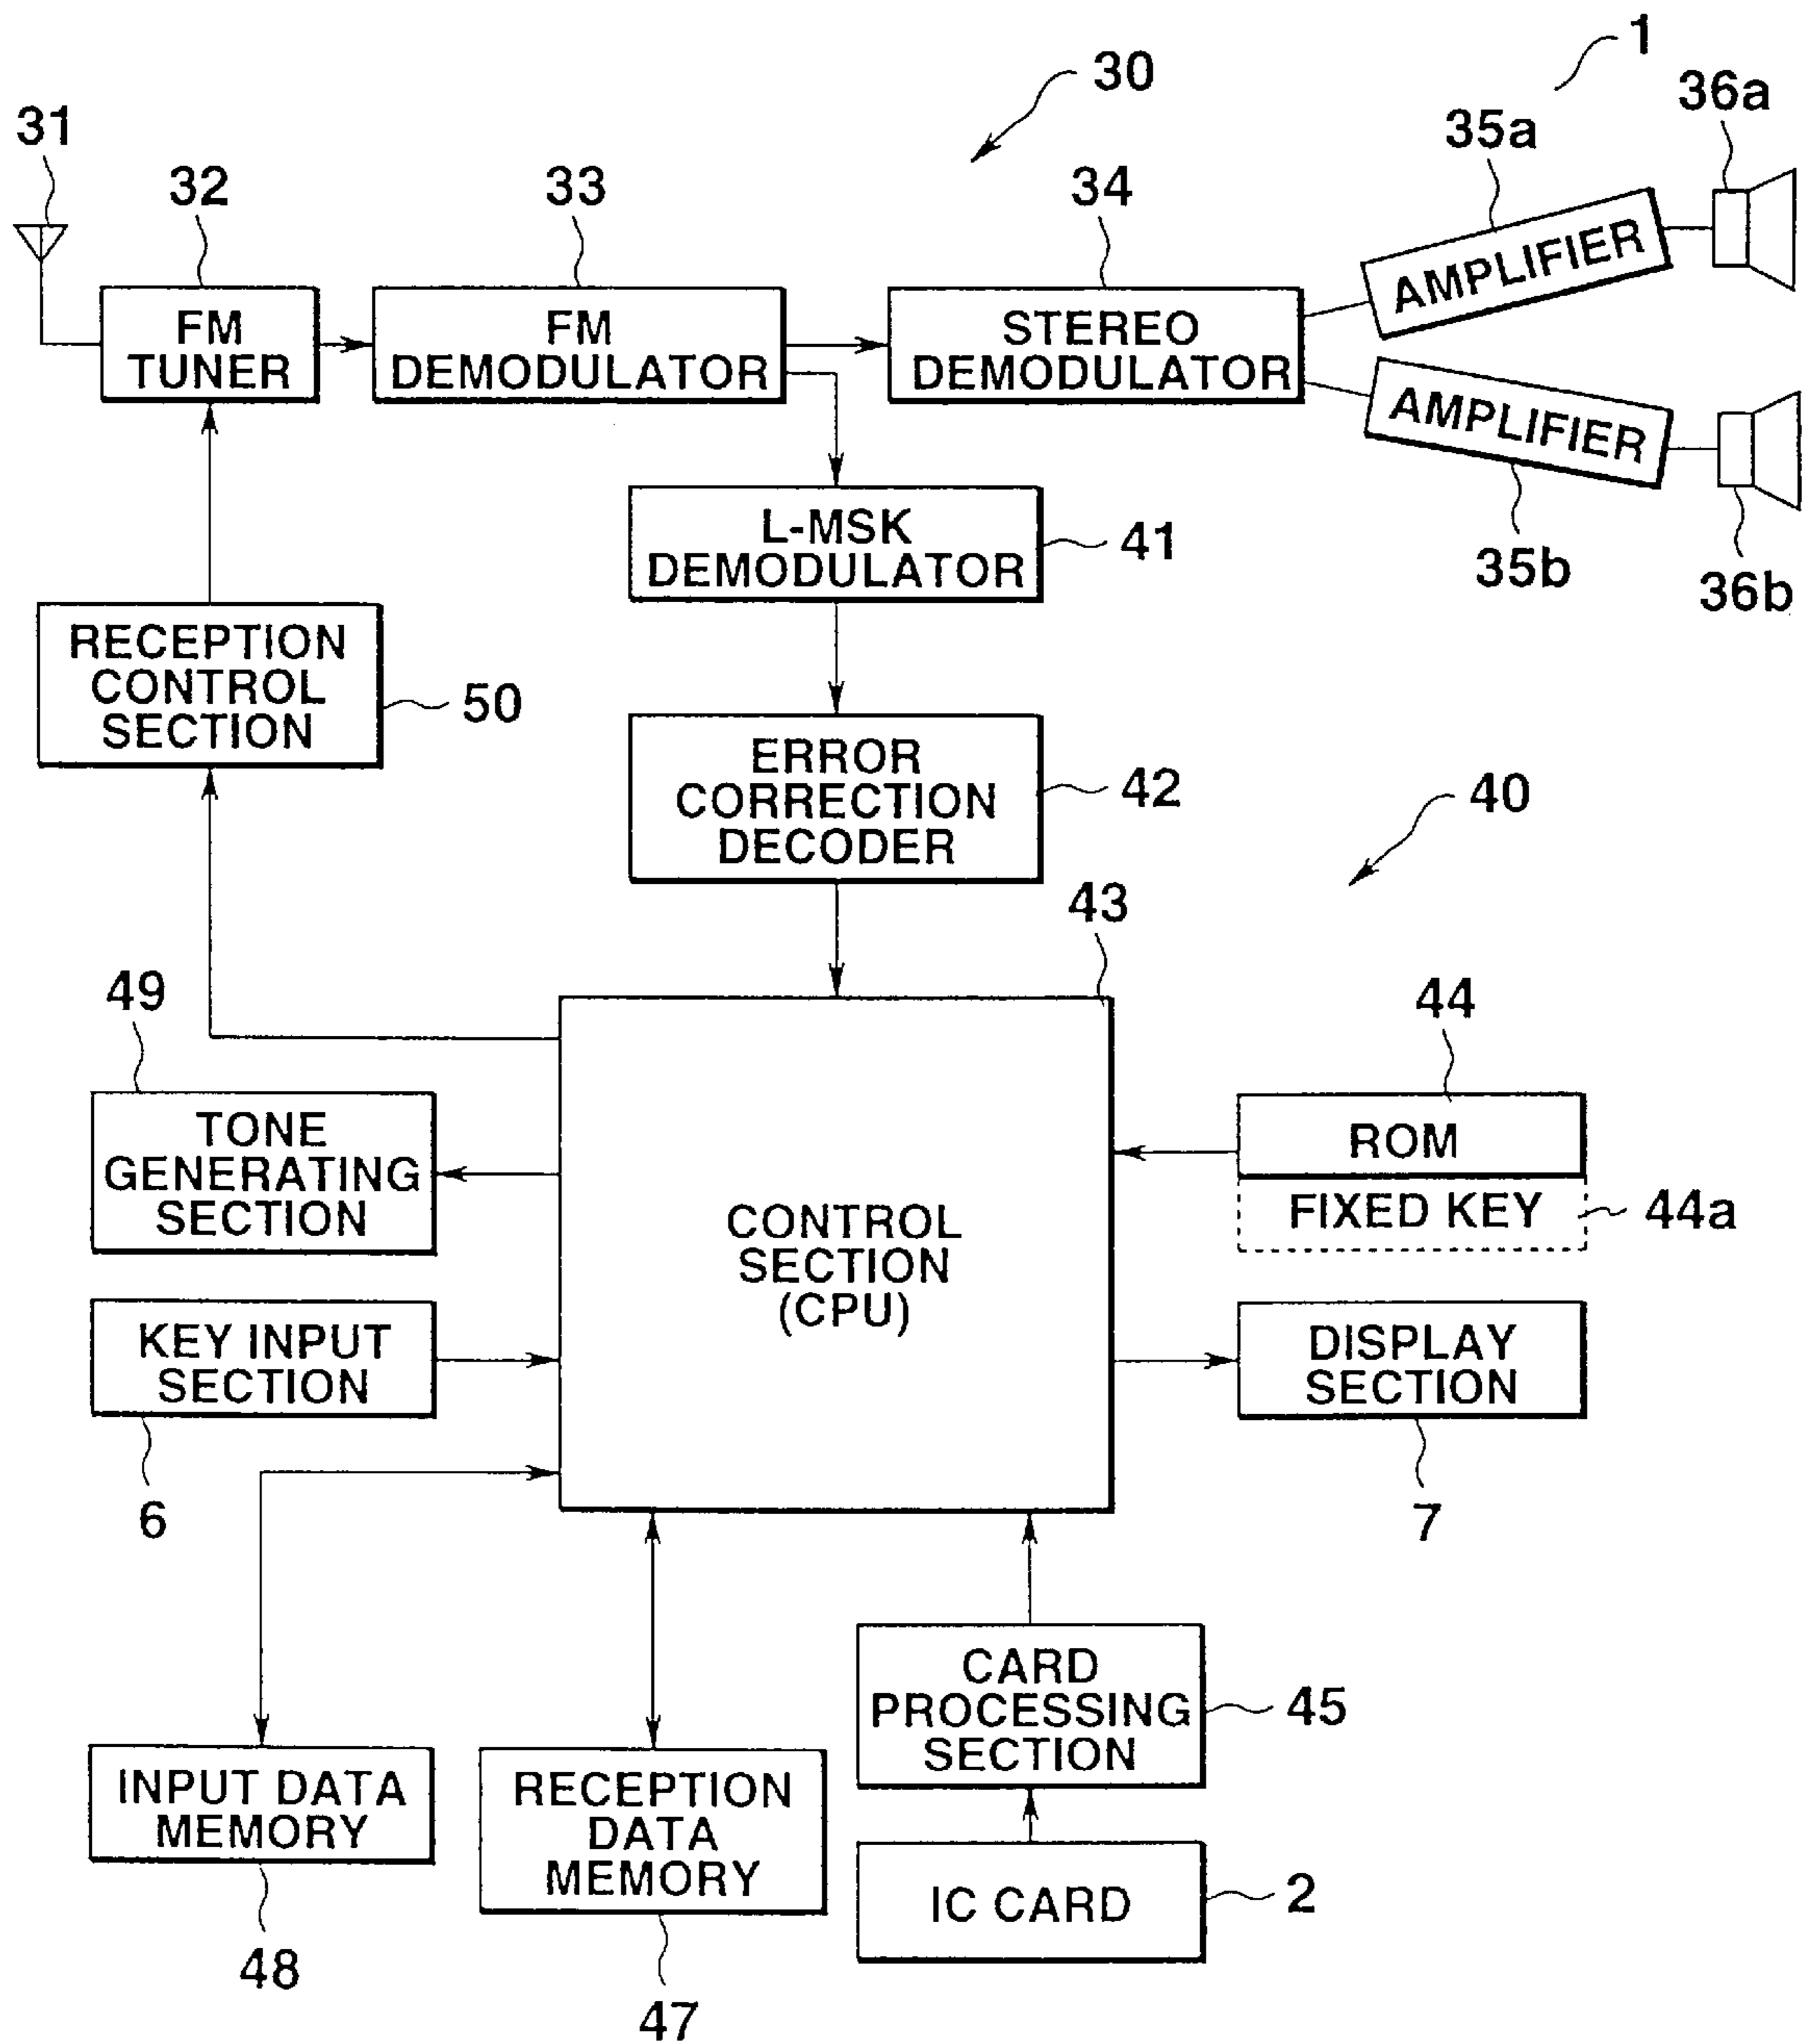 1
30
36a
35a
31
32
33
34
AMPLIFIER
FM
TUNER
FM
DEMODULATOR
STEREO
DEMODULATOR
AMPLIFIER
35b
36b
L-MSK
DEMODULATOR
41
RECEPTION
CONTROL
SECTION
50
ERROR
CORRECTION
DECODER
42
40
43
49
44
TONE
GENERATING
SECTION
ROM
FIXED KEY
44a
CONTROL
SECTION
(CPU)
KEY INPUT
SECTION
6
DISPLAY
SECTION
7
CARD
PROCESSING
SECTION
45
INPUT DATA
MEMORY
48
RECEPTION
DATA
MEMORY
47
IC CARD
2